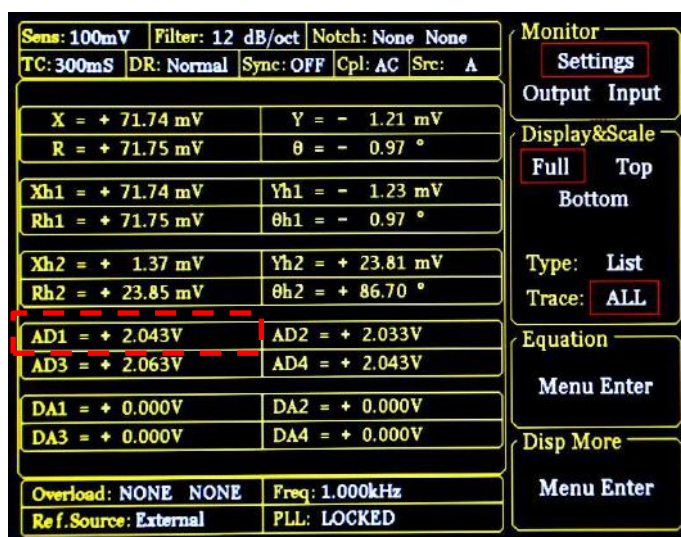 Sens: 100mV Filter: 12 dB/oct Notch: None None
TC: 300mS DR: Normal Sync: OFF Cpl: AC Src: A
X = + 71.74 mV Y = - 1.21 mV
R = + 71.75 mV θ = - 0.97 °
Xh1 = + 71.74 mV Yh1 = - 1.23 mV
Rh1 = + 71.75 mV θh1 = - 0.97 °
Xh2 = + 1.37 mV Yh2 = + 23.81 mV
Rh2 = + 23.85 mV θh2 = + 86.70 °
AD1 = + 2.043V AD2 = + 2.033V
AD3 = + 2.063V AD4 = + 2.043V
DA1 = + 0.000V DA2 = + 0.000V
DA3 = + 0.000V DA4 = + 0.000V
Overload: NONE NONE Freq: 1.000kHz
Ref.Source: External PLL: LOCKED
Monitor
Settings
Output Input
Display&Scale
Full Top
Bottom
Type: List
Trace: ALL
Equation
Menu Enter
Disp More
Menu Enter